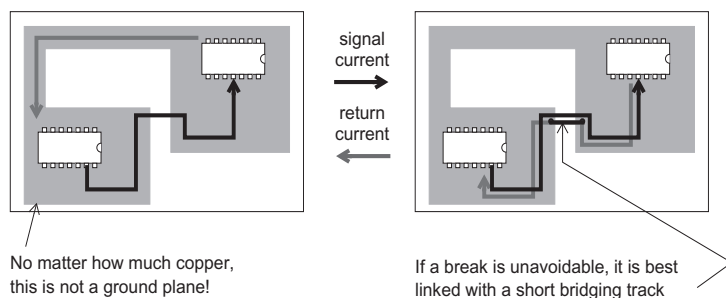 signal
current
return
current
No matter how much copper,
this is not a ground plane!
If a break is unavoidable, it is best
linked with a short bridging track